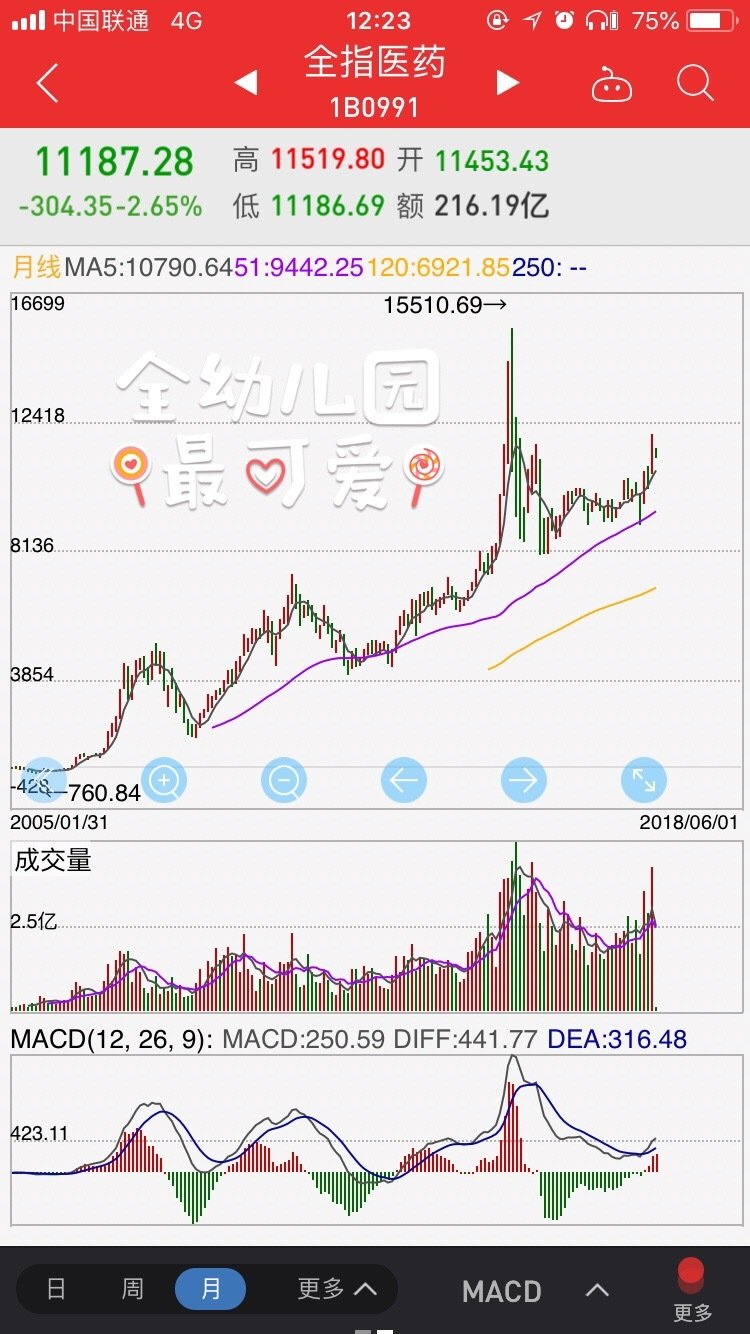 中国联通 4G 12:23 75%
全指医药
1B0991
11187.28 高 11519.80 开 11453.43
-304.35 -2.65% 低 11186.69 额 216.19亿
月线 MA5:10790.64 51:9442.25 120:6921.85 250: --
16699
15510.69→
全幼儿园
12418
最可爱
8136
3854
-428
←760.84
2005/01/31 2018/06/01
成交量
2.5亿
MACD(12, 26, 9): MACD:250.59 DIFF:441.77 DEA:316.48
423.11
日 周 月 更多 MACD 更多